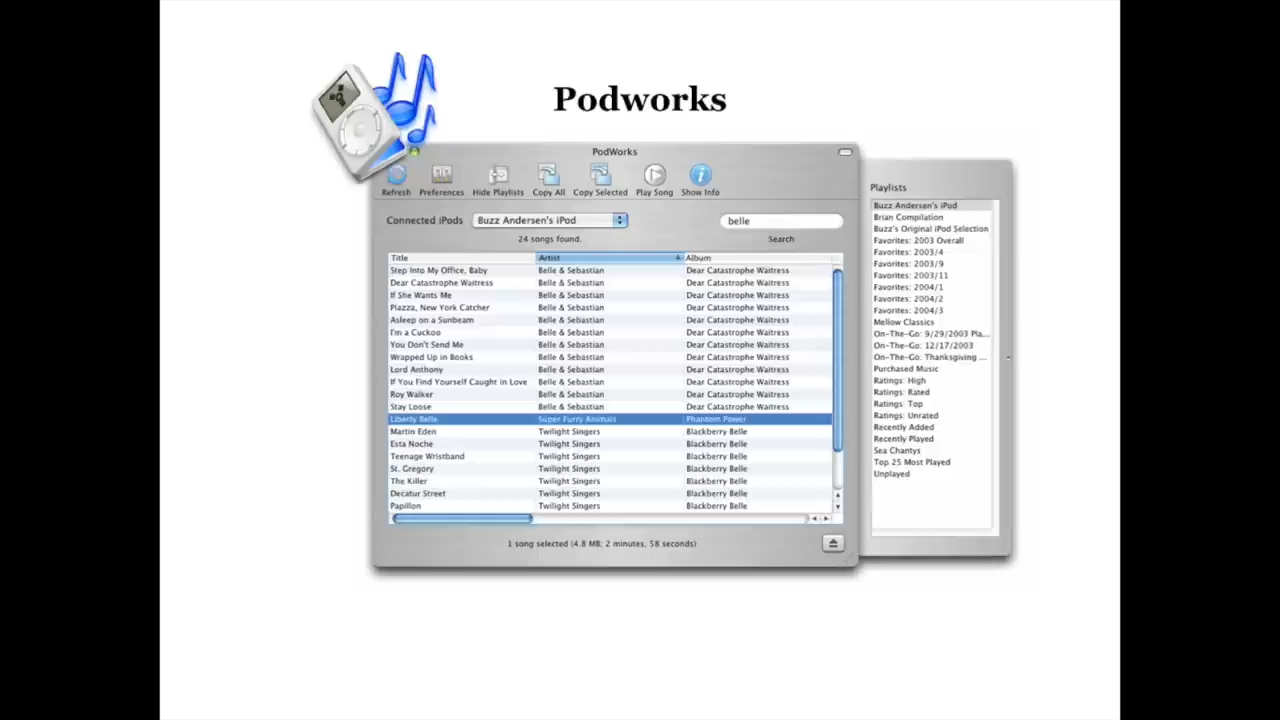 Podworks
PodWorks
Refresh Preferences Hide Playlists Copy All Copy Selected Play Song Show Info
Connected iPods Buzz Andersen's iPod belle
24 songs found. Search
Title Artist Album
Step Into My Office, Baby Belle & Sebastian Dear Catastrophe Waitress
Dear Catastrophe Waitress Belle & Sebastian Dear Catastrophe Waitress
If She Wants Me Belle & Sebastian Dear Catastrophe Waitress
Piazza, New York Catcher Belle & Sebastian Dear Catastrophe Waitress
Asleep on a Sunbeam Belle & Sebastian Dear Catastrophe Waitress
I'm a Cuckoo Belle & Sebastian Dear Catastrophe Waitress
You Don't Send Me Belle & Sebastian Dear Catastrophe Waitress
Wrapped Up in Books Belle & Sebastian Dear Catastrophe Waitress
Lord Anthony Belle & Sebastian Dear Catastrophe Waitress
If You Find Yourself Caught in Love Belle & Sebastian Dear Catastrophe Waitress
Roy Walker Belle & Sebastian Dear Catastrophe Waitress
Stay Loose Belle & Sebastian Dear Catastrophe Waitress
Liberty Belle Super Furry Animals Phantom Power
Martin Eden Twilight Singers Blackberry Belle
Esta Noche Twilight Singers Blackberry Belle
Teenage Wristband Twilight Singers Blackberry Belle
St. Gregory Twilight Singers Blackberry Belle
The Killer Twilight Singers Blackberry Belle
Decatur Street Twilight Singers Blackberry Belle
Papillon Twilight Singers Blackberry Belle
1 song selected (4.8 MB; 2 minutes, 58 seconds)
Playlists
Buzz Andersen's iPod
Brian Compilation
Buzz's Original iPod Selection
Favorites: 2003 Overall
Favorites: 2003/4
Favorites: 2003/9
Favorites: 2003/11
Favorites: 2004/1
Favorites: 2004/2
Favorites: 2004/3
Mellow Classics
On-The-Go: 9/29/2003 Pla...
On-The-Go: 12/17/2003
On-The-Go: Thanksgiving ...
Purchased Music
Ratings: High
Ratings: Rated
Ratings: Top
Ratings: Unrated
Recently Added
Recently Played
Sea Chantys
Top 25 Most Played
Unplayed